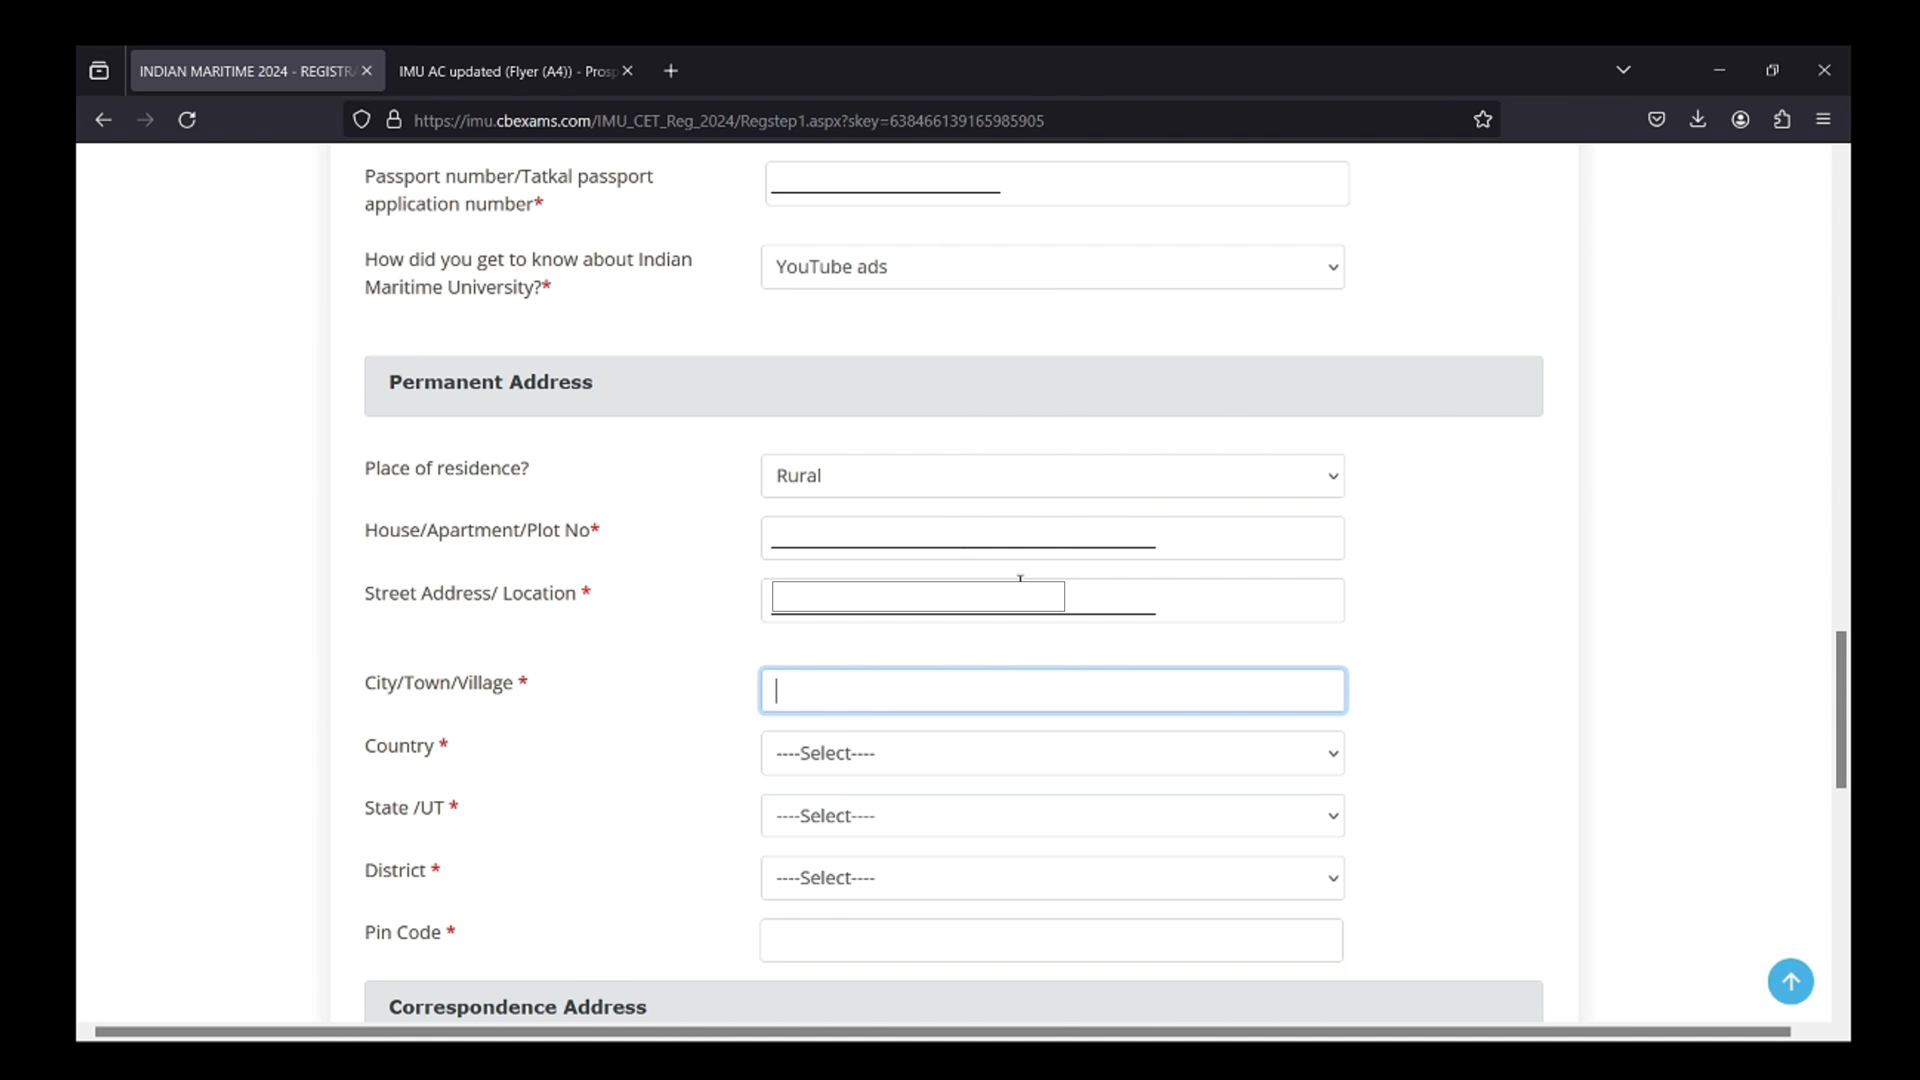 INDIAN MARITIME 2024 - REGISTR
IMU AC updated (Flyer (A4)) - Prosp
https://imu.cbexams.com/IMU_CET_Reg_2024/Regstep1.aspx?skey=638466139165985905
Passport number/Tatkal passport
application number*
How did you get to know about Indian
Maritime University?*
YouTube ads
Permanent Address
Place of residence?
Rural
House/Apartment/Plot No*
Street Address/ Location *
City/Town/Village *
Country *
----Select----
State /UT *
----Select----
District *
----Select----
Pin Code *
Correspondence Address